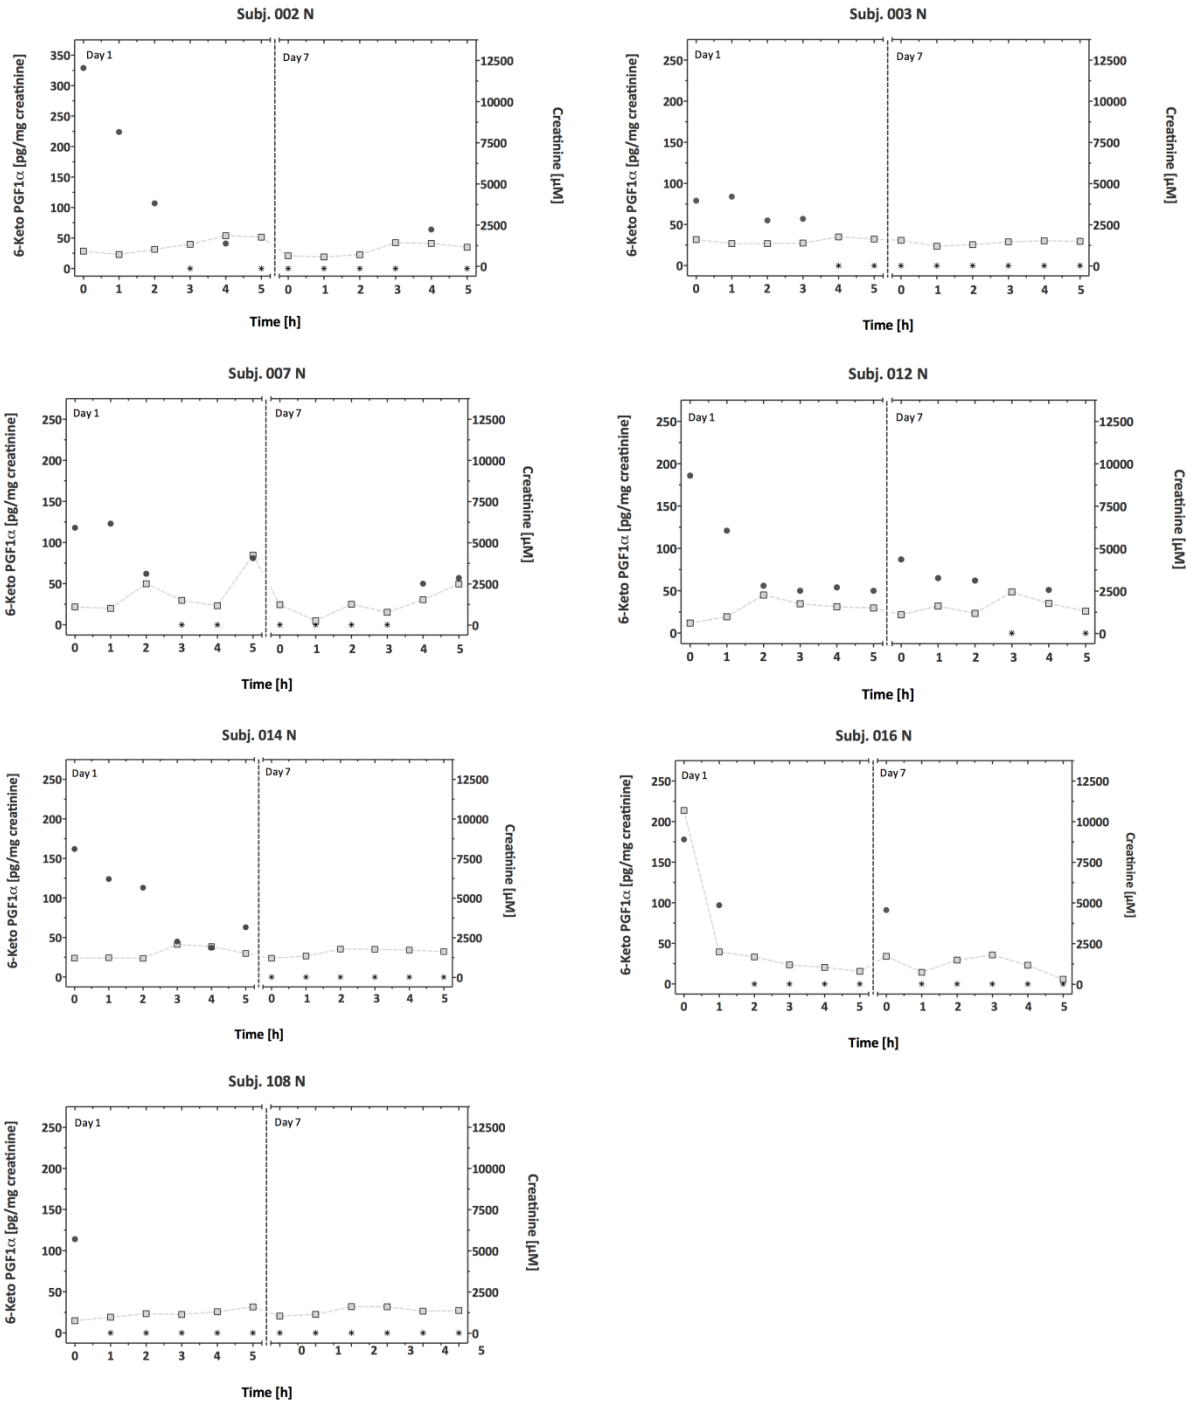 Subj. 002 N
6-Keto PGF1α [pg/mg creatinine]
350
300
250
200
150
100
50
0
Day 1
Day 7
12500
10000
7500
5000
2500
0
Creatinine [µM]
0 1 2 3 4 5 0 1 2 3 4 5
Time [h]
Subj. 003 N
6-Keto PGF1α [pg/mg creatinine]
250
200
150
100
50
0
Day 1
Day 7
12500
10000
7500
5000
2500
0
Creatinine [µM]
0 1 2 3 4 5 0 1 2 3 4 5
Time [h]
Subj. 007 N
6-Keto PGF1α [pg/mg creatinine]
250
200
150
100
50
0
Day 1
Day 7
12500
10000
7500
5000
2500
0
Creatinine [µM]
0 1 2 3 4 5 0 1 2 3 4 5
Time [h]
Subj. 012 N
6-Keto PGF1α [pg/mg creatinine]
250
200
150
100
50
0
Day 1
Day 7
12500
10000
7500
5000
2500
0
Creatinine [µM]
0 1 2 3 4 5 0 1 2 3 4 5
Time [h]
Subj. 014 N
6-Keto PGF1α [pg/mg creatinine]
250
200
150
100
50
0
Day 1
Day 7
12500
10000
7500
5000
2500
0
Creatinine [µM]
0 1 2 3 4 5 0 1 2 3 4 5
Time [h]
Subj. 016 N
6-Keto PGF1α [pg/mg creatinine]
250
200
150
100
50
0
Day 1
Day 7
12500
10000
7500
5000
2500
0
Creatinine [µM]
0 1 2 3 4 5 0 1 2 3 4 5
Time [h]
Subj. 108 N
6-Keto PGF1α [pg/mg creatinine]
250
200
150
100
50
0
Day 1
Day 7
12500
10000
7500
5000
2500
0
Creatinine [µM]
0 1 2 3 4 5 0 1 2 3 4 5
Time [h]